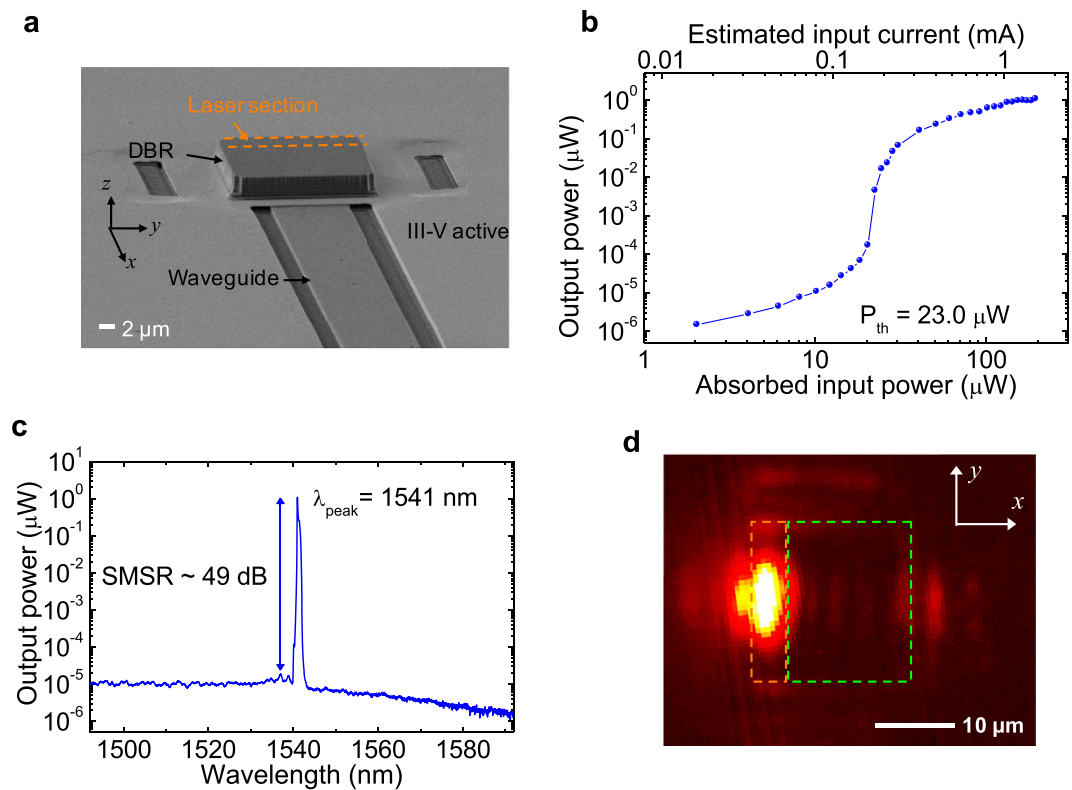 a
Laser section
DBR
z
y
x
III-V active
Waveguide
2 μm
b
Estimated input current (mA)
0.01 0.1 1
Output power (μW)
10^0
10^-1
10^-2
10^-3
10^-4
10^-5
10^-6
P_th = 23.0 μW
1 10 100
Absorbed input power (μW)
c
Output power (μW)
10^1
10^0
10^-1
10^-2
10^-3
10^-4
10^-5
10^-6
λ_peak = 1541 nm
SMSR ~ 49 dB
1500 1520 1540 1560 1580
Wavelength (nm)
d
y
x
10 μm